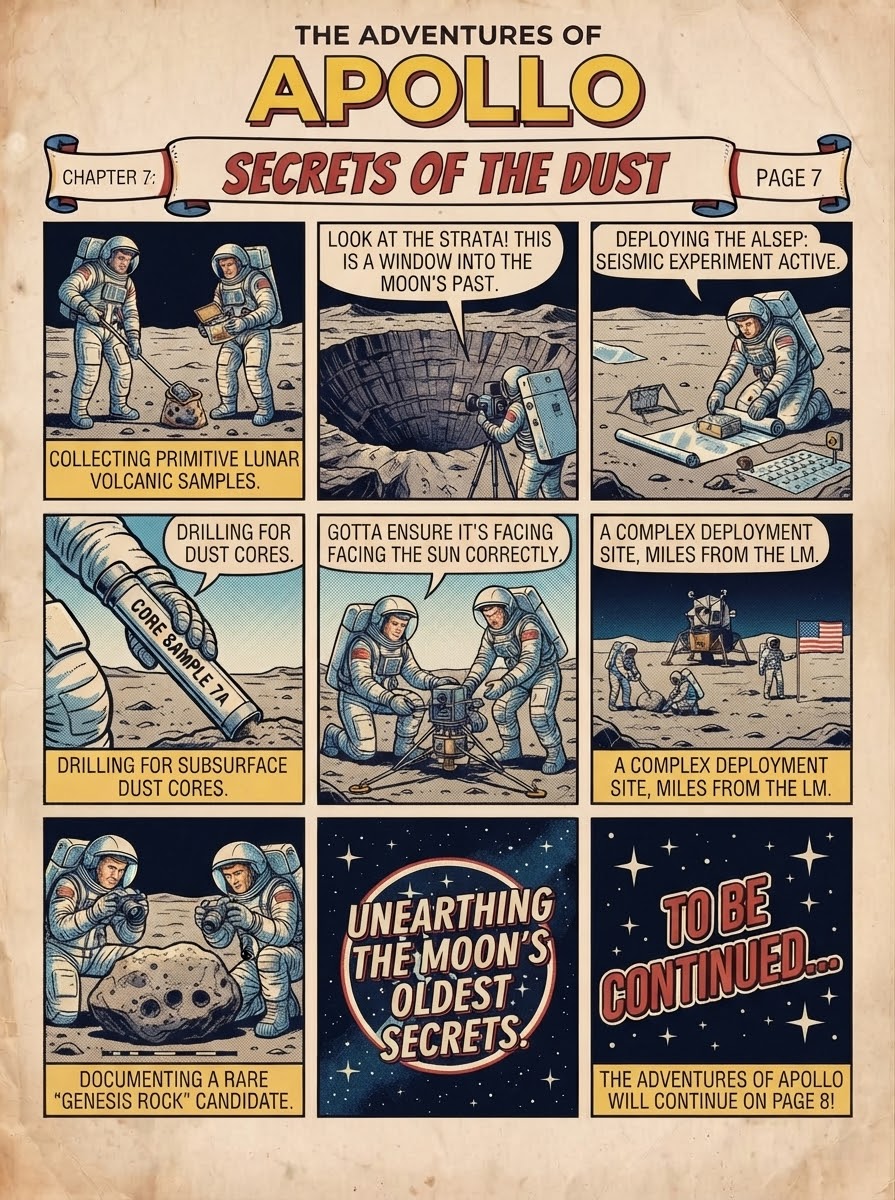 THE ADVENTURES OF
APOLLO
CHAPTER 7:
SECRETS OF THE DUST
PAGE 7
COLLECTING PRIMITIVE LUNAR
VOLCANIC SAMPLES.
LOOK AT THE STRATA! THIS
IS A WINDOW INTO THE
MOON'S PAST.
DEPLOYING THE ALSEP:
SEISMIC EXPERIMENT ACTIVE.
DRILLING FOR
DUST CORES.
CORE SAMPLE 7A
DRILLING FOR SUBSURFACE
DUST CORES.
GOTTA ENSURE IT'S FACING
FACING THE SUN CORRECTLY.
A COMPLEX DEPLOYMENT
SITE, MILES FROM THE LM.
A COMPLEX DEPLOYMENT
SITE, MILES FROM THE LM.
DOCUMENTING A RARE
"GENESIS ROCK" CANDIDATE.
UNEARTHING
THE MOON'S
OLDEST
SECRETS.
TO BE
CONTINUED...
THE ADVENTURES OF APOLLO
WILL CONTINUE ON PAGE 8!